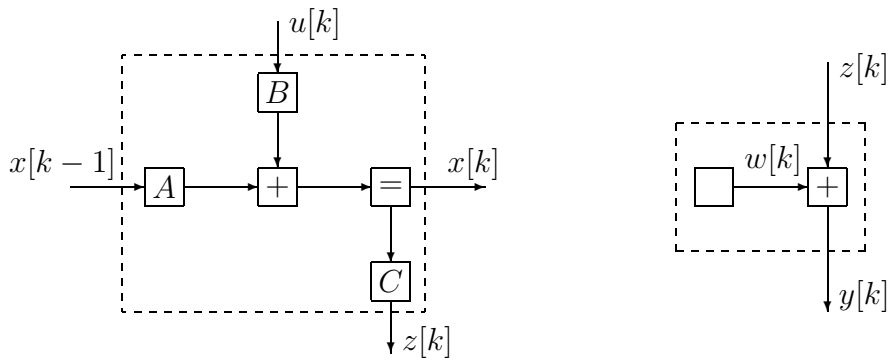 u[k]
z[k]
B
x[k − 1]
A
+
=
x[k]
w[k]
+
C
z[k]
y[k]